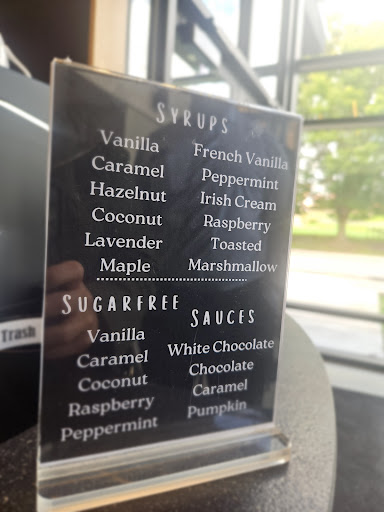 SYRUPS
Vanilla
Caramel
Hazelnut
Coconut
Lavender
Maple
French Vanilla
Peppermint
Irish Cream
Raspberry
Toasted
Marshmallow
SUGARFREE
Vanilla
Caramel
Coconut
Raspberry
Peppermint
SAUCES
White Chocolate
Chocolate
Caramel
Pumpkin
Trash